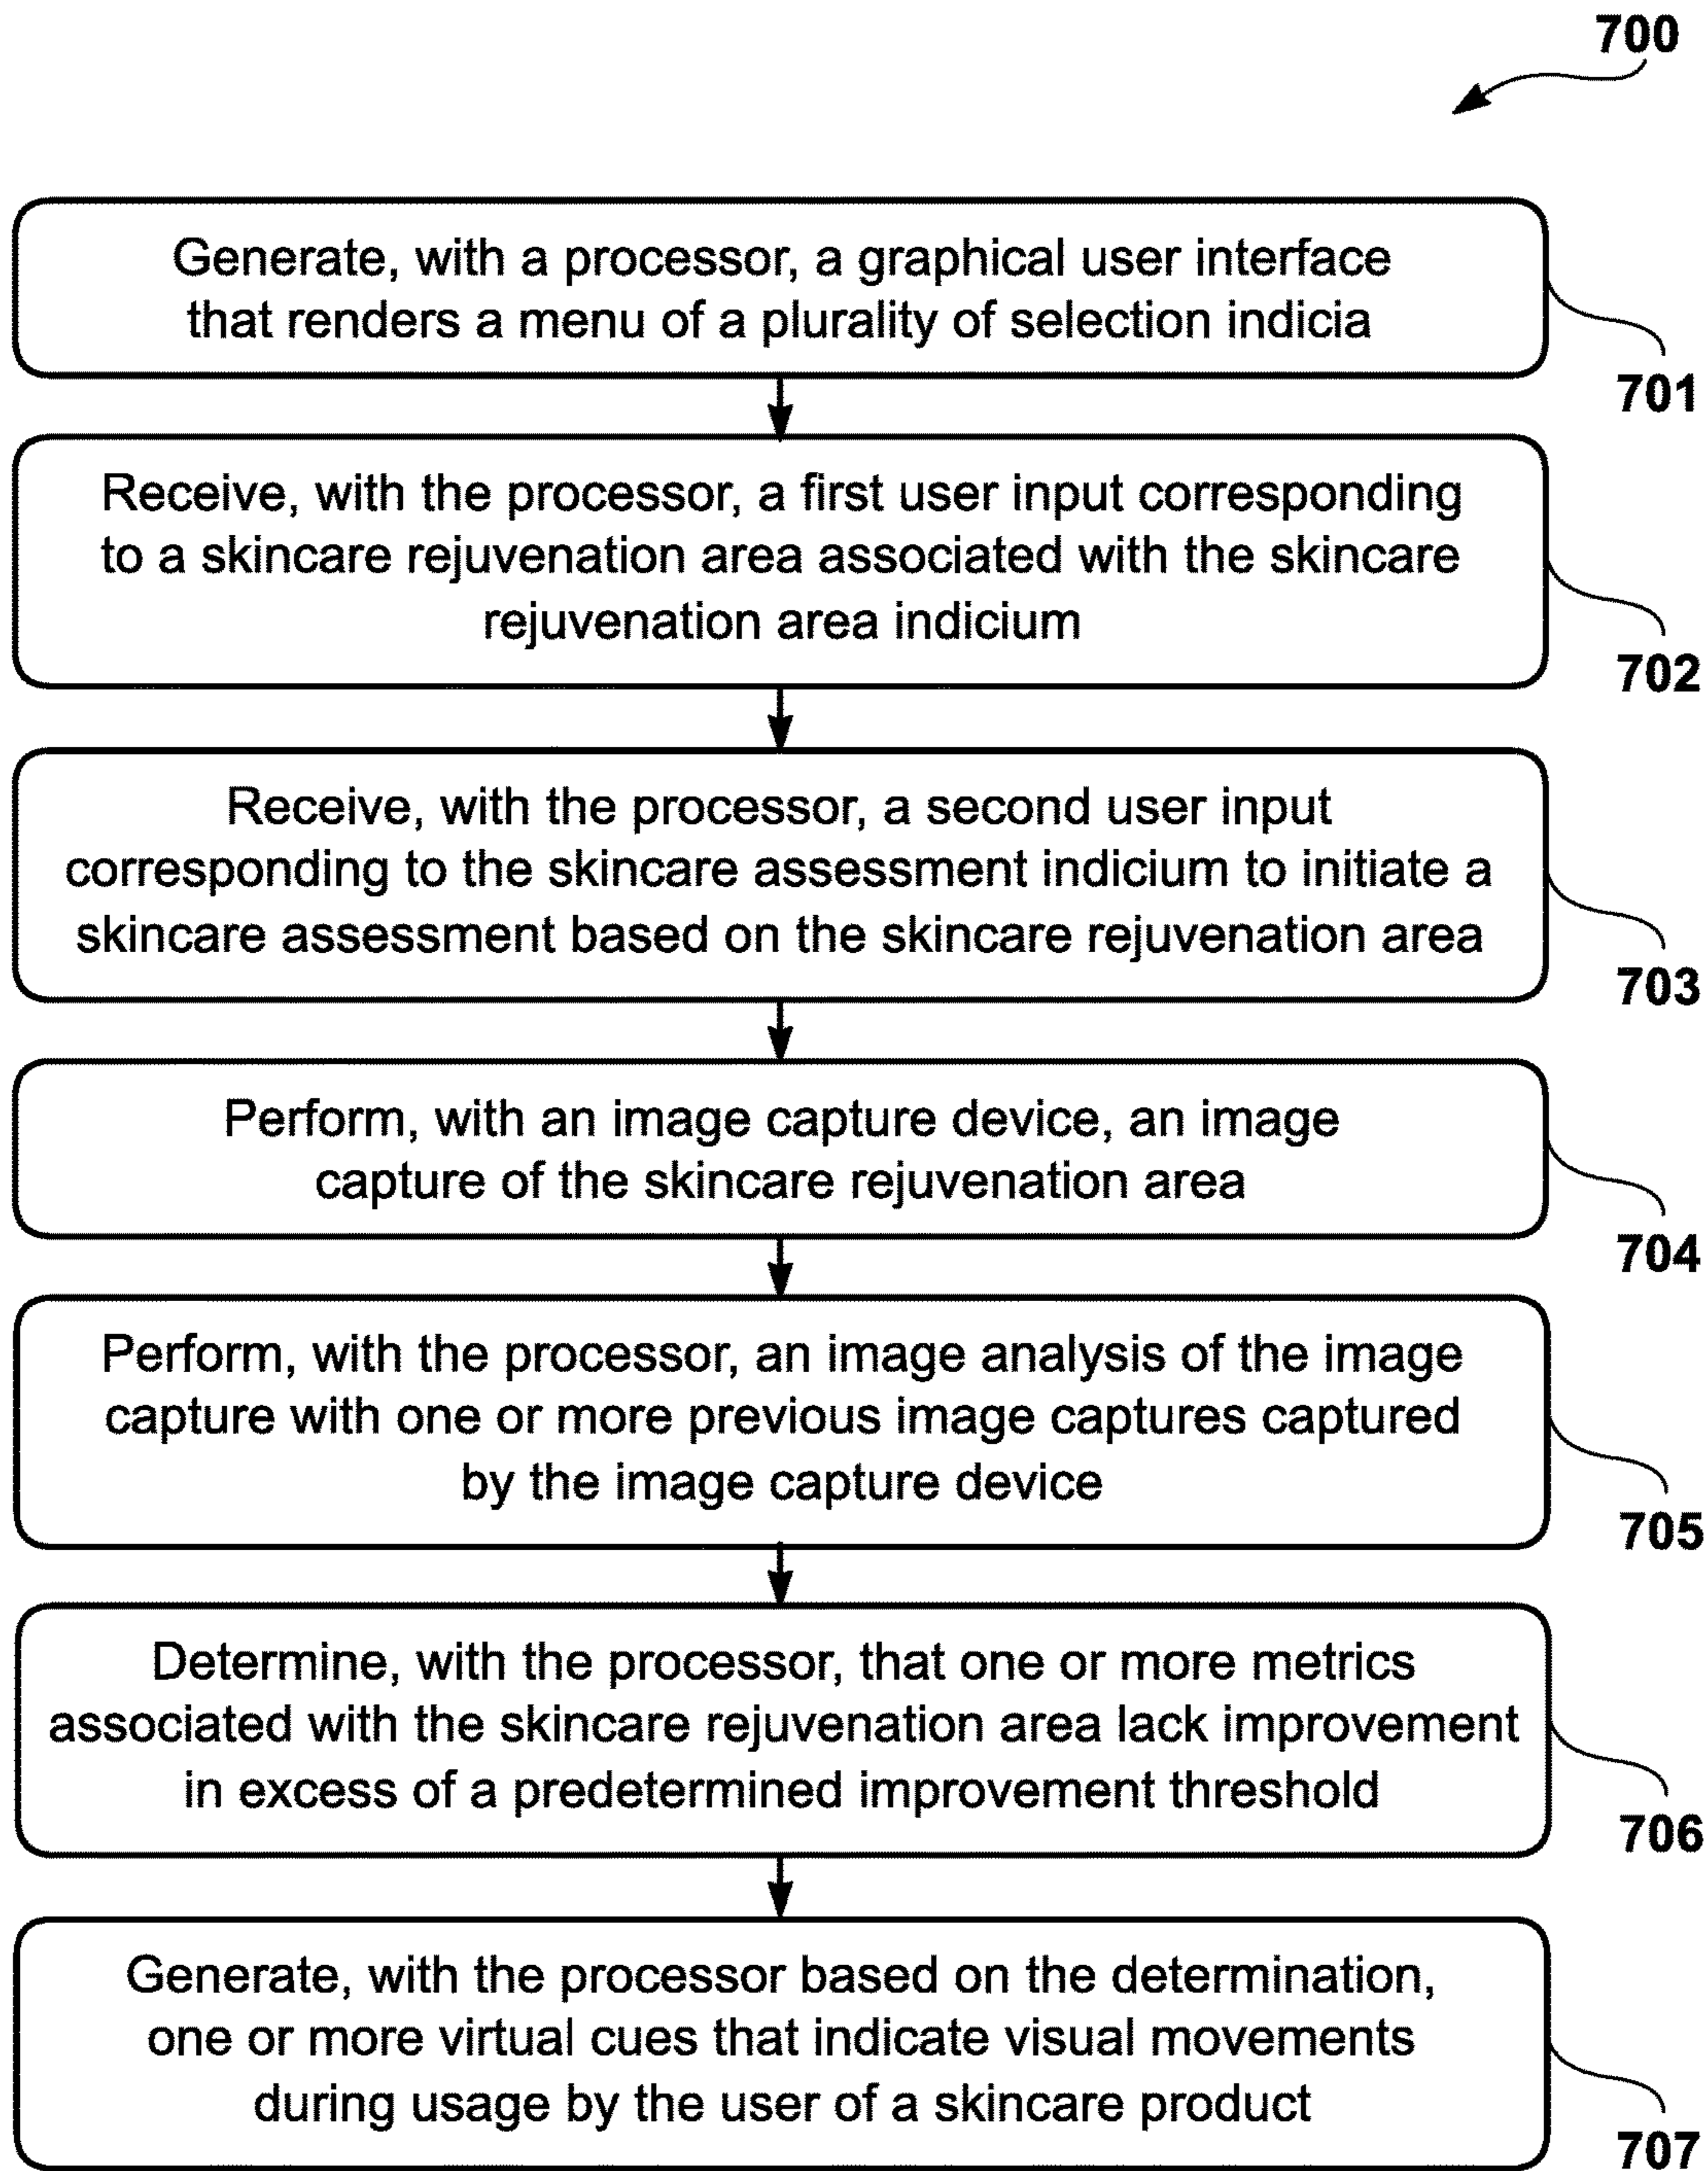 700
Generate, with a processor, a graphical user interface
that renders a menu of a plurality of selection indicia
701
Receive, with the processor, a first user input corresponding
to a skincare rejuvenation area associated with the skincare
rejuvenation area indicium
702
Receive, with the processor, a second user input
corresponding to the skincare assessment indicium to initiate a
skincare assessment based on the skincare rejuvenation area
703
Perform, with an image capture device, an image
capture of the skincare rejuvenation area
704
Perform, with the processor, an image analysis of the image
capture with one or more previous image captures captured
by the image capture device
705
Determine, with the processor, that one or more metrics
associated with the skincare rejuvenation area lack improvement
in excess of a predetermined improvement threshold
706
Generate, with the processor based on the determination,
one or more virtual cues that indicate visual movements
during usage by the user of a skincare product
707